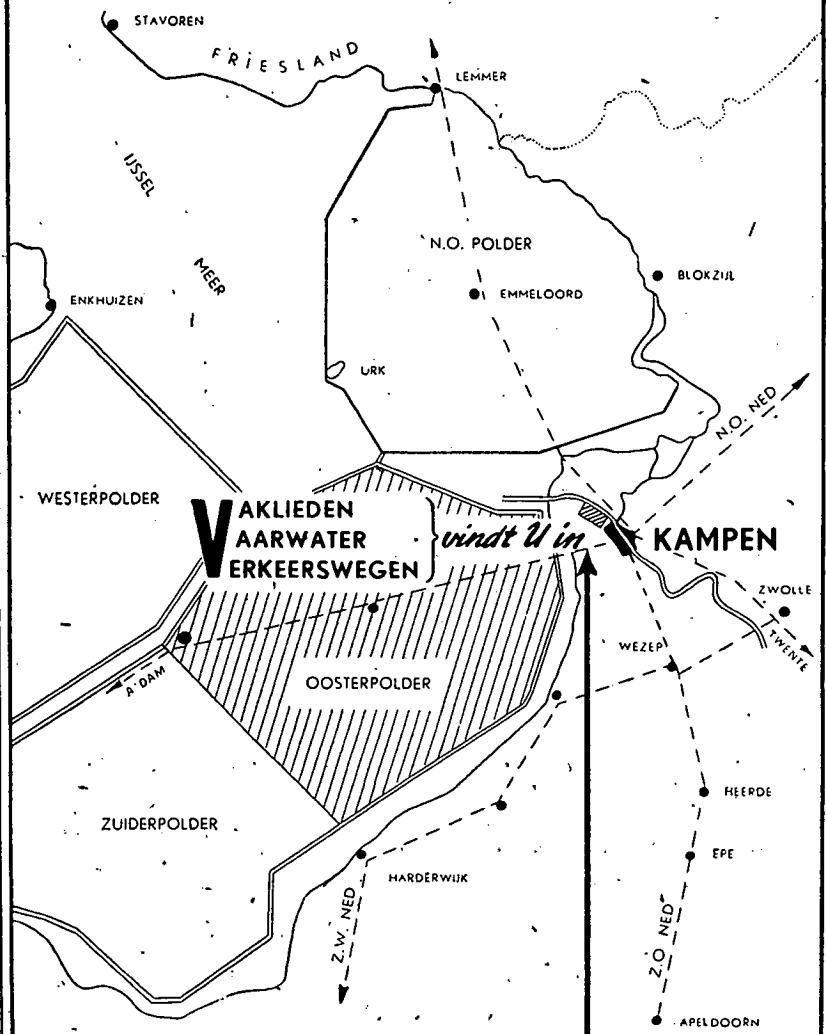 STAVOREN
FRIESLAND
LEMMER
IJSSEL
MEER
N.O. POLDER
BLOKZIJL
ENKHUIZEN
EMMELOORD
URK
N.O. NED
WESTERPOLDER
VAKLIEDEN
VAARWATER
VERKEERSWEGEN
vindt U in
KAMPEN
ZWOLLE
TWENTE
WEZEP
A'DAM
OOSTERPOLDER
HEERDE
ZUIDERPOLDER
EPE
HARDERWIJK
Z.W. NED
Z.O NED
APELDOORN